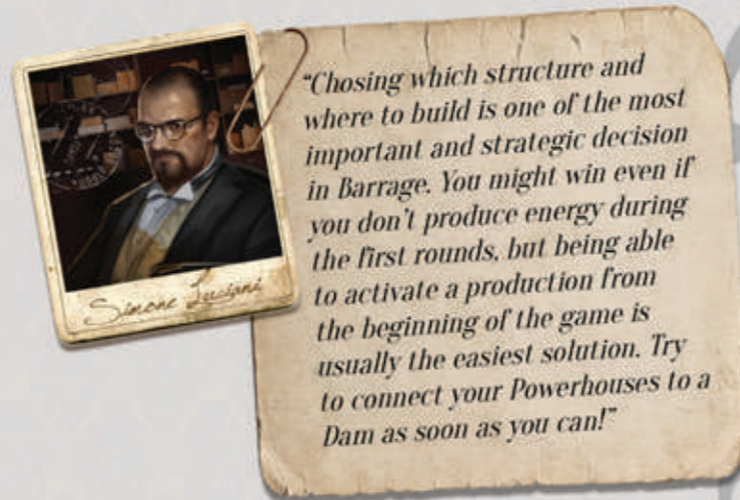 Simone Luciani
“Chosing which structure and
where to build is one of the most
important and strategic decision
in Barrage. You might win even if
you don’t produce energy during
the first rounds, but being able
to activate a production from
the beginning of the game is
usually the easiest solution. Try
to connect your Powerhouses to a
Dam as soon as you can!”